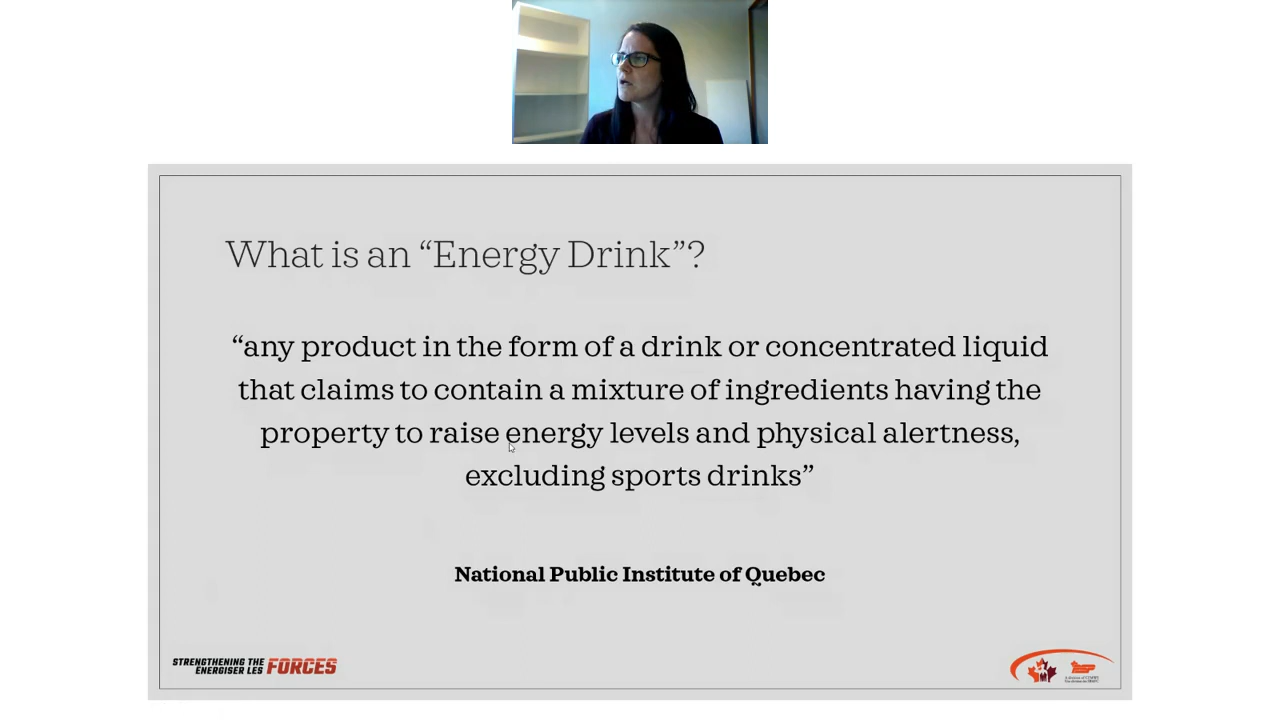 What is an “Energy Drink”?
“any product in the form of a drink or concentrated liquid
that claims to contain a mixture of ingredients having the
property to raise energy levels and physical alertness,
excluding sports drinks”
National Public Institute of Quebec
STRENGTHENING THE
ÉNERGISER LES FORCES